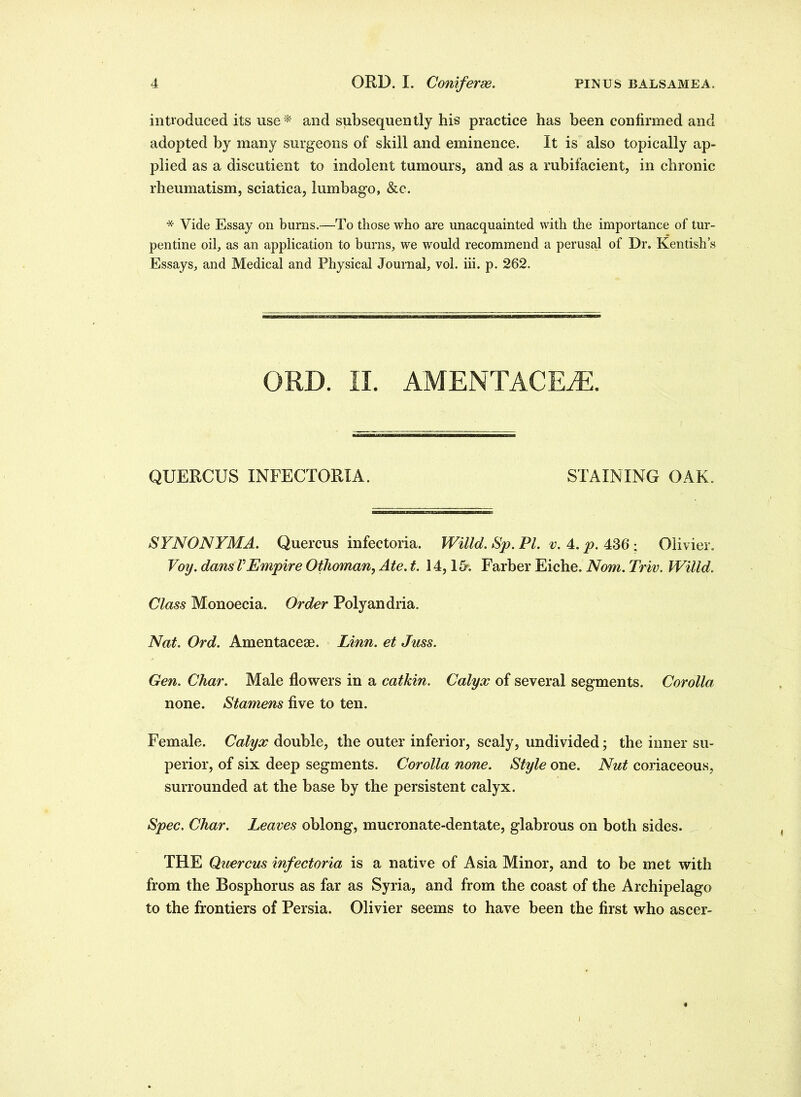 4 ORD. I. Coniferæ. PINUS BALSAMEA.
introduced its use * and subsequently his practice has been confirmed and
adopted by many surgeons of skill and eminence. It is also topically ap-
plied as a discutient to indolent tumours, and as a rubifacient, in chronic
rheumatism, sciatica, lumbago, &c.
* Vide Essay on burns.—To those who are unacquainted with the importance of tur-
pentine oil, as an application to burns, we would recommend a perusal of Dr. Kentish's
Essays, and Medical and Physical Journal, vol. iii. p. 262.
ORD. II. AMENTACEÆ.
QUERCUS INFECTORIA. STAINING OAK.
SYNONYMA. Quercus infectoria. Willd. Sp. Pl. v. 4. p. 436 ; Olivier.
Voy. dans l'Empire Othoman, Ate. t. 14, 15. Farber Eiche. Nom. Triv. Willd.
Class Monoecia. Order Polyandria.
Nat. Ord. Amentaceæ. Linn. et Juss.
Gen. Char. Male flowers in a catkin. Calyx of several segments. Corolla
none. Stamens five to ten.
Female. Calyx double, the outer inferior, scaly, undivided; the inner su-
perior, of six deep segments. Corolla none. Style one. Nut coriaceous,
surrounded at the base by the persistent calyx.
Spec. Char. Leaves oblong, mucronate-dentate, glabrous on both sides.
THE Quercus infectoria is a native of Asia Minor, and to be met with
from the Bosphorus as far as Syria, and from the coast of the Archipelago
to the frontiers of Persia. Olivier seems to have been the first who ascer-